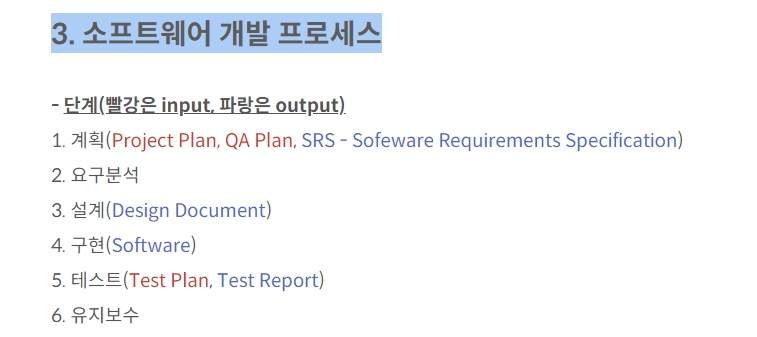 3. 소프트웨어 개발 프로세스
- 단계(빨강은 input, 파랑은 output)
1. 계획(Project Plan, QA Plan, SRS - Sofeware Requirements Specification)
2. 요구분석
3. 설계(Design Document)
4. 구현(Software)
5. 테스트(Test Plan, Test Report)
6. 유지보수